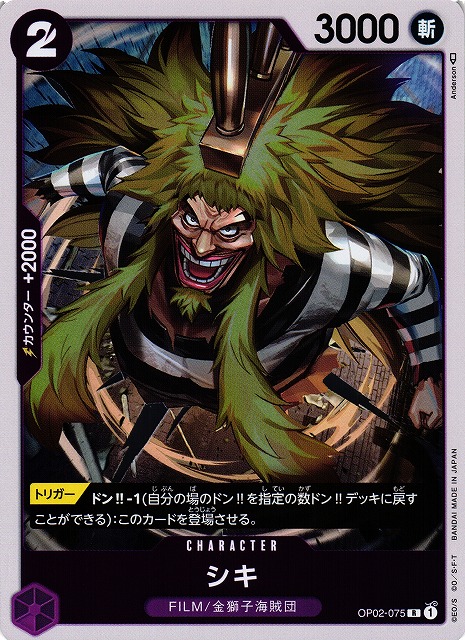 2
3000
斬
Anderson
カウンター +2000
トリガー ドン!!-1(自分の場のドン!!を指定の数ドン!!デッキに戻す
ことができる):このカードを登場させる。
CHARACTER
シキ
FILM/金獅子海賊団
OP02-075 R 1
©EO/S ©O/S・F・T BANDAI MADE IN JAPAN